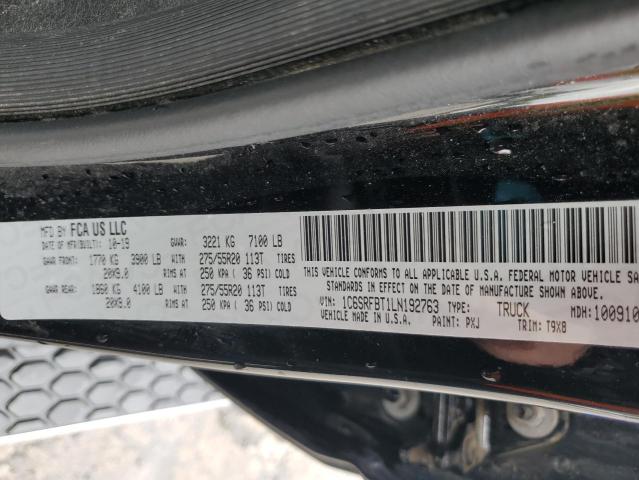 MFD BY FCA US LLC
DATE OF MFR(BUILT): 10-19 GVWR: 3221 KG 7100 LB
GAWR FRONT: 1770 KG 3900 LB WITH 275/55R20 113T TIRES
20X9.0 RIMS AT 250 KPA ( 36 PSI) COLD
GAWR REAR: 1860 KG 4100 LB WITH 275/55R20 113T TIRES
20X9.0 RIMS AT 250 KPA ( 36 PSI) COLD
THIS VEHICLE CONFORMS TO ALL APPLICABLE U.S.A. FEDERAL MOTOR VEHICLE SA
STANDARDS IN EFFECT ON THE DATE OF MANUFACTURE SHOWN ABOVE.
VIN: 1C6SRFBT1LN192763 TYPE: TRUCK MDH: 100910
VEHICLE MADE IN U.S.A. PAINT: PXJ TRIM: T9X8